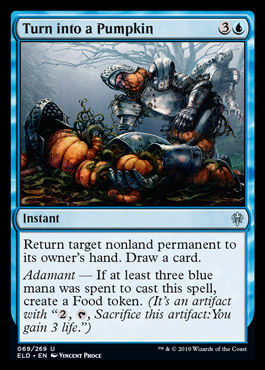 Turn into a Pumpkin 3
Instant
Return target nonland permanent to
its owner's hand. Draw a card.
Adamant — If at least three blue
mana was spent to cast this spell,
create a Food token. (It's an artifact
with “2, T, Sacrifice this artifact:You
gain 3 life.”)
069/269 U
ELD • EN Vincent Proce
™ & © 2019 Wizards of the Coast